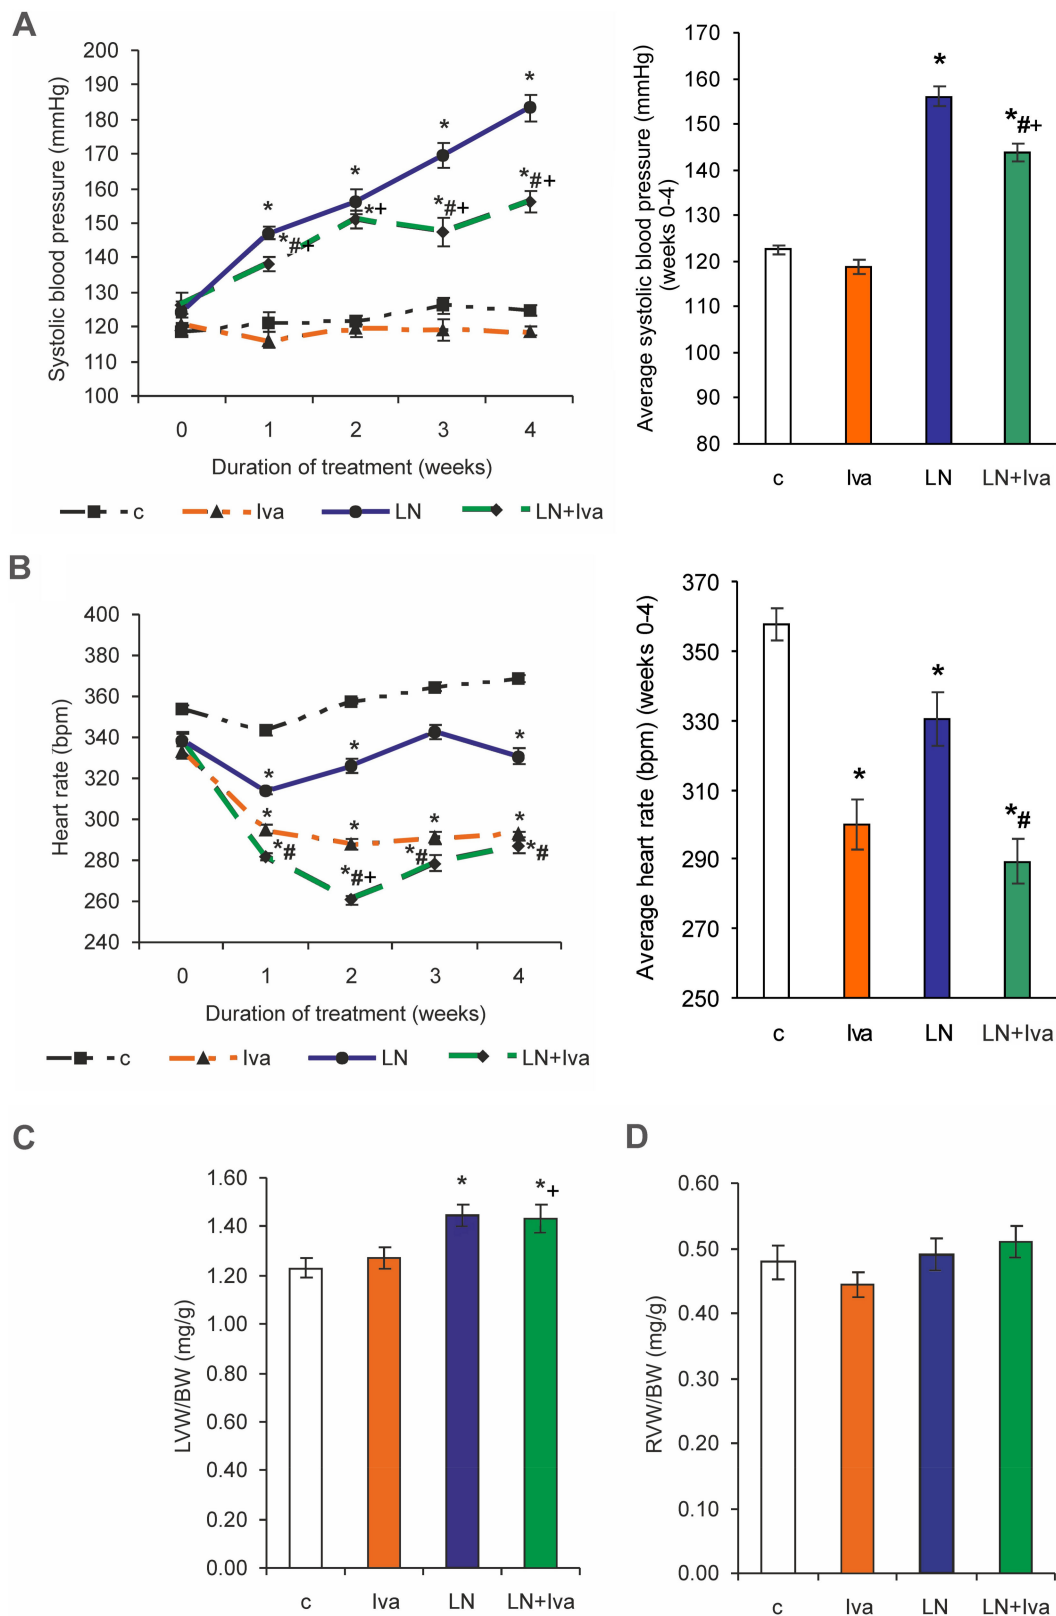 A
Systolic blood pressure (mmHg)
200
190
180
170
160
150
140
130
120
110
100
* * * *
*#+ *+ *#+ *#+
0 1 2 3 4
Duration of treatment (weeks)
c Iva LN LN+Iva
Average systolic blood pressure (mmHg)
(weeks 0-4)
170
160
150
140
130
120
110
100
90
80
* *#+
c Iva LN LN+Iva
B
Heart rate (bpm)
400
380
360
340
320
300
280
260
240
* * *
* * * *
*# *#+ *# *#
0 1 2 3 4
Duration of treatment (weeks)
c Iva LN LN+Iva
Average heart rate (bpm) (weeks 0-4)
370
350
330
310
290
270
250
* * *#
c Iva LN LN+Iva
C
LVW/BW (mg/g)
1.60
1.40
1.20
1.00
0.80
0.60
0.40
0.20
0.00
* *+
c Iva LN LN+Iva
D
RVW/BW (mg/g)
0.60
0.50
0.40
0.30
0.20
0.10
0.00
c Iva LN LN+Iva